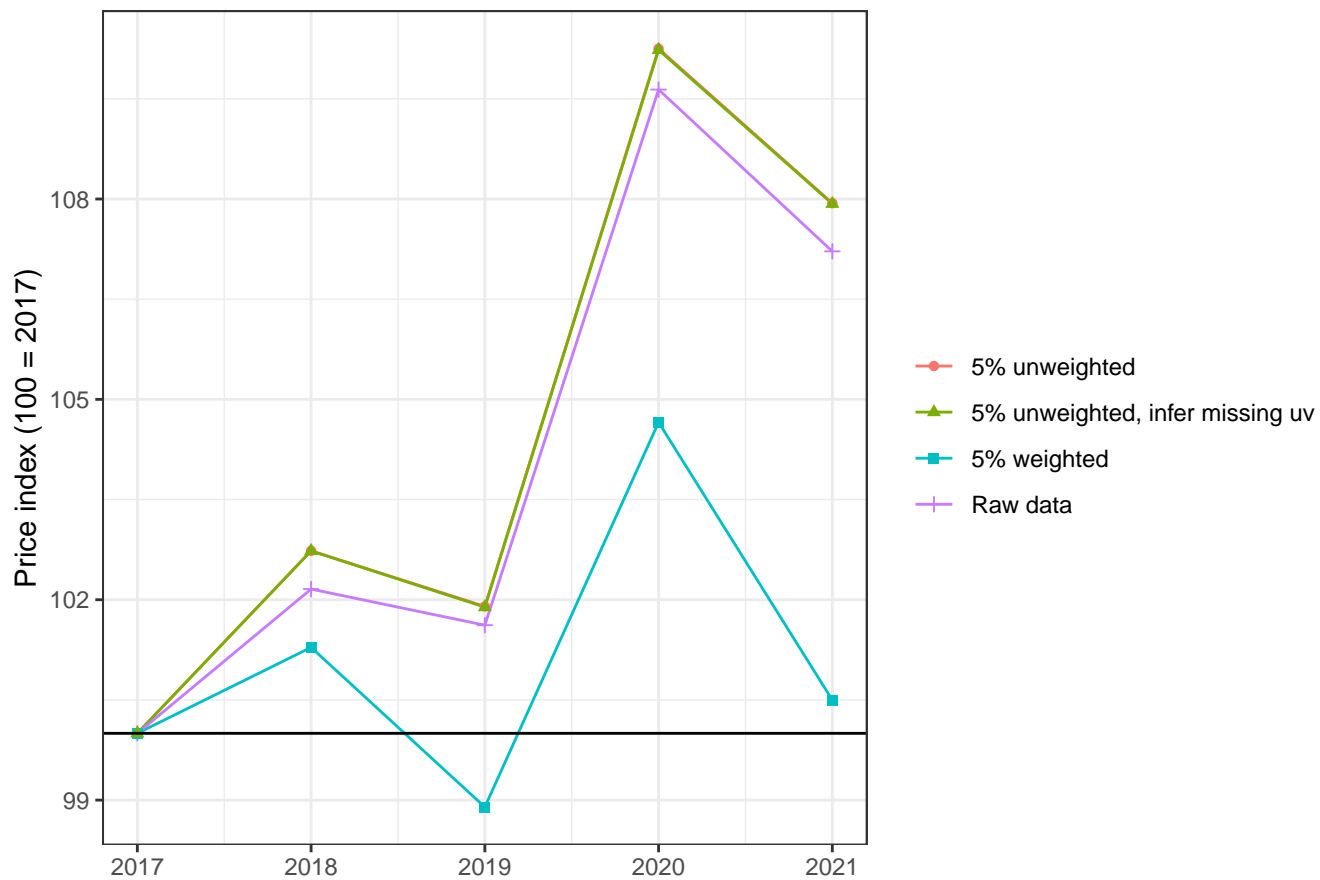 Price index (100 = 2017)
108
105
102
99
2017 2018 2019 2020 2021
5% unweighted
5% unweighted, infer missing uv
5% weighted
Raw data